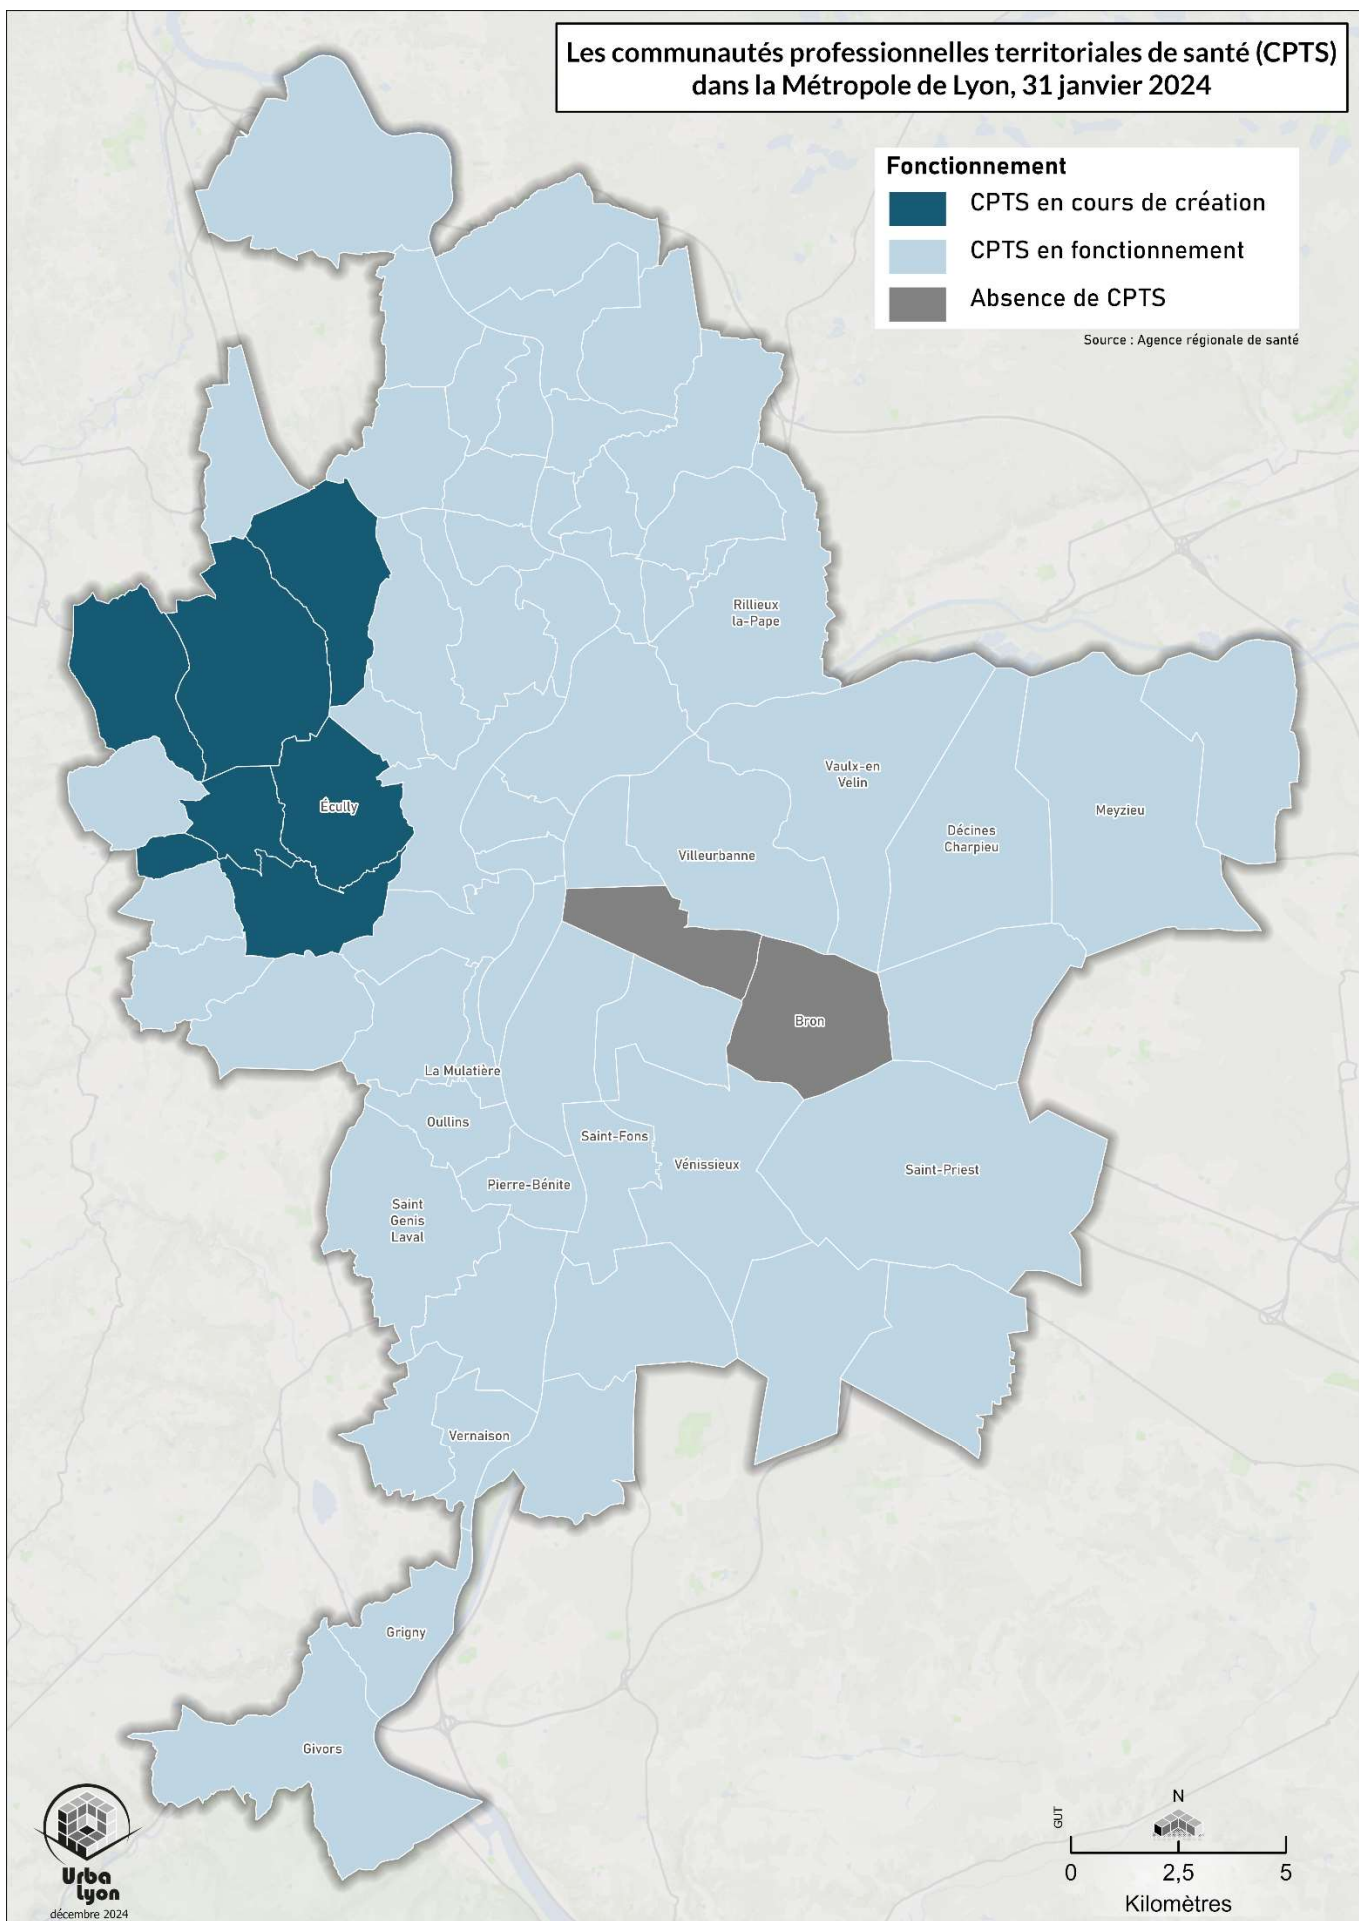 Les communautés professionnelles territoriales de santé (CPTS)
dans la Métropole de Lyon, 31 janvier 2024
Fonctionnement
CPTS en cours de création
CPTS en fonctionnement
Absence de CPTS
Source : Agence régionale de santé
Rillieux
la-Pape
Écully
Vaulx-en
Velin
Meyzieu
Décines
Charpieu
Villeurbanne
Bron
La Mulatière
Oullins
Saint-Fons
Vénissieux
Saint-Priest
Pierre-Bénite
Saint
Genis
Laval
Vernaison
Grigny
Givors
Urba
Lyon
décembre 2024
GUT
N
0 2,5 5
Kilomètres